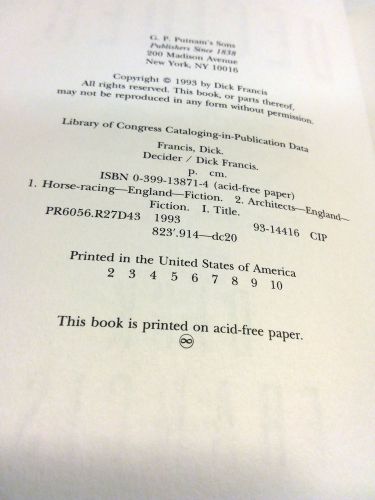 G. P. Putnam's Sons
Publishers Since 1838
200 Madison Avenue
New York, NY 10016
Copyright © 1993 by Dick Francis
All rights reserved. This book, or parts thereof,
may not be reproduced in any form without permission.
Library of Congress Cataloging-in-Publication Data
Francis, Dick.
Decider / Dick Francis.
p. cm.
ISBN 0-399-13871-4 (acid-free paper)
1. Horse-racing—England—Fiction. 2. Architects—England—
Fiction. I. Title.
PR6056.R27D43 1993 93-14416 CIP
823'.914—dc20
Printed in the United States of America
2 3 4 5 6 7 8 9 10
This book is printed on acid-free paper.